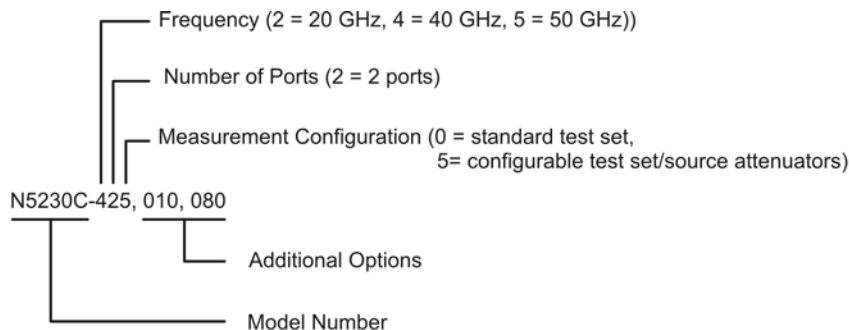 Frequency (2 = 20 GHz, 4 = 40 GHz, 5 = 50 GHz))
Number of Ports (2 = 2 ports)
Measurement Configuration (0 = standard test set,
5= configurable test set/source attenuators)
N5230C-425, 010, 080
Additional Options
Model Number